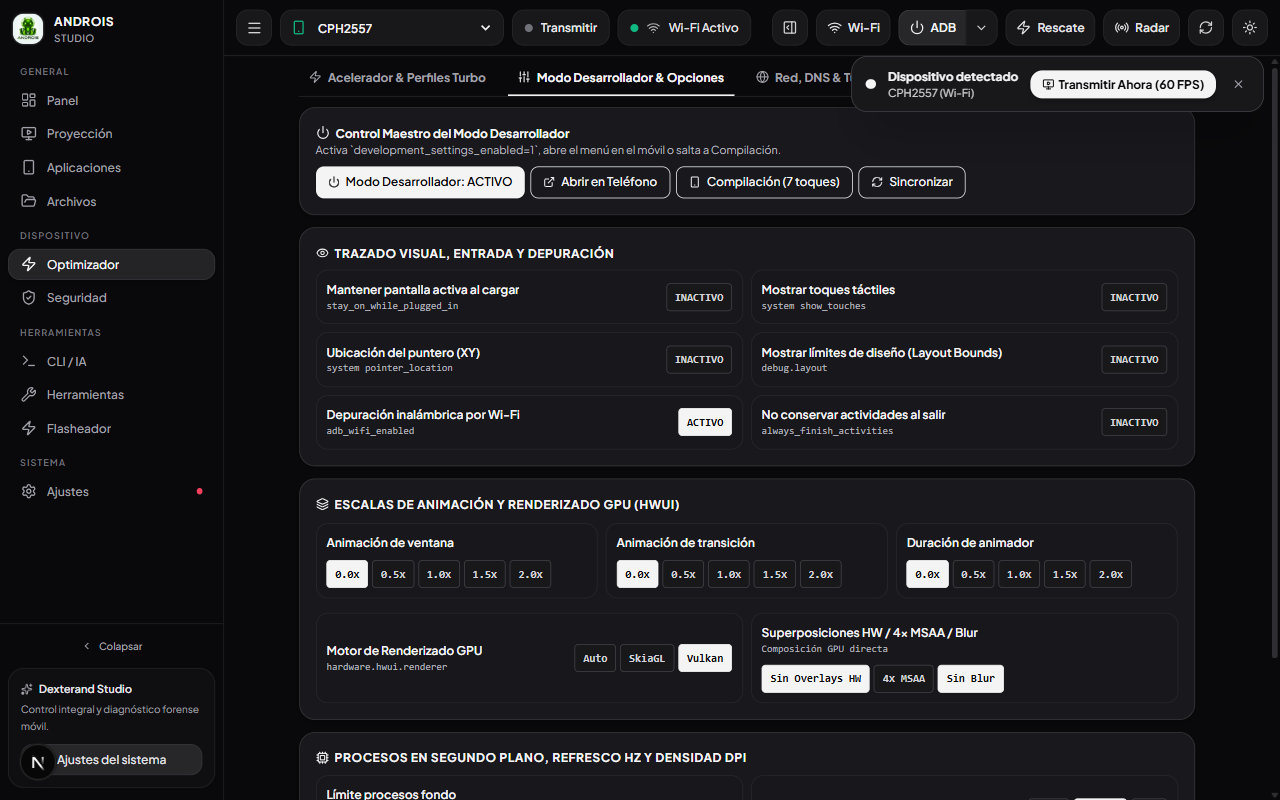 ANDROIS
STUDIO
GENERAL
Panel
Proyección
Aplicaciones
Archivos
DISPOSITIVO
Optimizador
Seguridad
HERRAMIENTAS
CLI / IA
Herramientas
Flasheador
SISTEMA
Ajustes
Colapsar
Dexterand Studio
Control integral y diagnóstico forense
móvil.
N
Ajustes del sistema
CPH2557
Transmitir
Wi-Fi Activo
Wi-Fi
ADB
Rescate
Radar
Acelerador & Perfiles Turbo
Modo Desarrollador & Opciones
Red, DNS & T
Dispositivo detectado
CPH2557 (Wi-Fi)
Transmitir Ahora (60 FPS)
Control Maestro del Modo Desarrollador
Activa `development_settings_enabled=1`, abre el menú en el móvil o salta a Compilación.
Modo Desarrollador: ACTIVO
Abrir en Teléfono
Compilación (7 toques)
Sincronizar
TRAZADO VISUAL, ENTRADA Y DEPURACIÓN
Mantener pantalla activa al cargar
stay_on_while_plugged_in
INACTIVO
Mostrar toques táctiles
system show_touches
INACTIVO
Ubicación del puntero (XY)
system pointer_location
INACTIVO
Mostrar límites de diseño (Layout Bounds)
debug.layout
INACTIVO
Depuración inalámbrica por Wi-Fi
adb_wifi_enabled
ACTIVO
No conservar actividades al salir
always_finish_activities
INACTIVO
ESCALAS DE ANIMACIÓN Y RENDERIZADO GPU (HWUI)
Animación de ventana
0.0x 0.5x 1.0x 1.5x 2.0x
Animación de transición
0.0x 0.5x 1.0x 1.5x 2.0x
Duración de animador
0.0x 0.5x 1.0x 1.5x 2.0x
Motor de Renderizado GPU
hardware.hwui.renderer
Auto SkiaGL Vulkan
Superposiciones HW / 4x MSAA / Blur
Composición GPU directa
Sin Overlays HW 4x MSAA Sin Blur
PROCESOS EN SEGUNDO PLANO, REFRESCO HZ Y DENSIDAD DPI
Límite procesos fondo